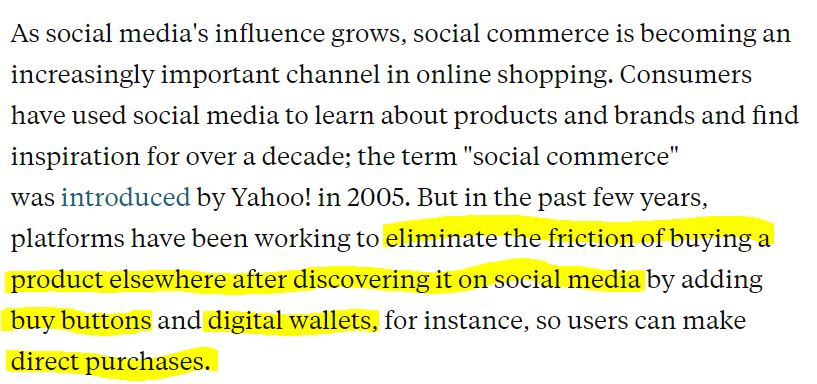 As social media's influence grows, social commerce is becoming an
increasingly important channel in online shopping. Consumers
have used social media to learn about products and brands and find
inspiration for over a decade; the term "social commerce"
was introduced by Yahoo! in 2005. But in the past few years,
platforms have been working to eliminate the friction of buying a
product elsewhere after discovering it on social media by adding
buy buttons and digital wallets, for instance, so users can make
direct purchases.